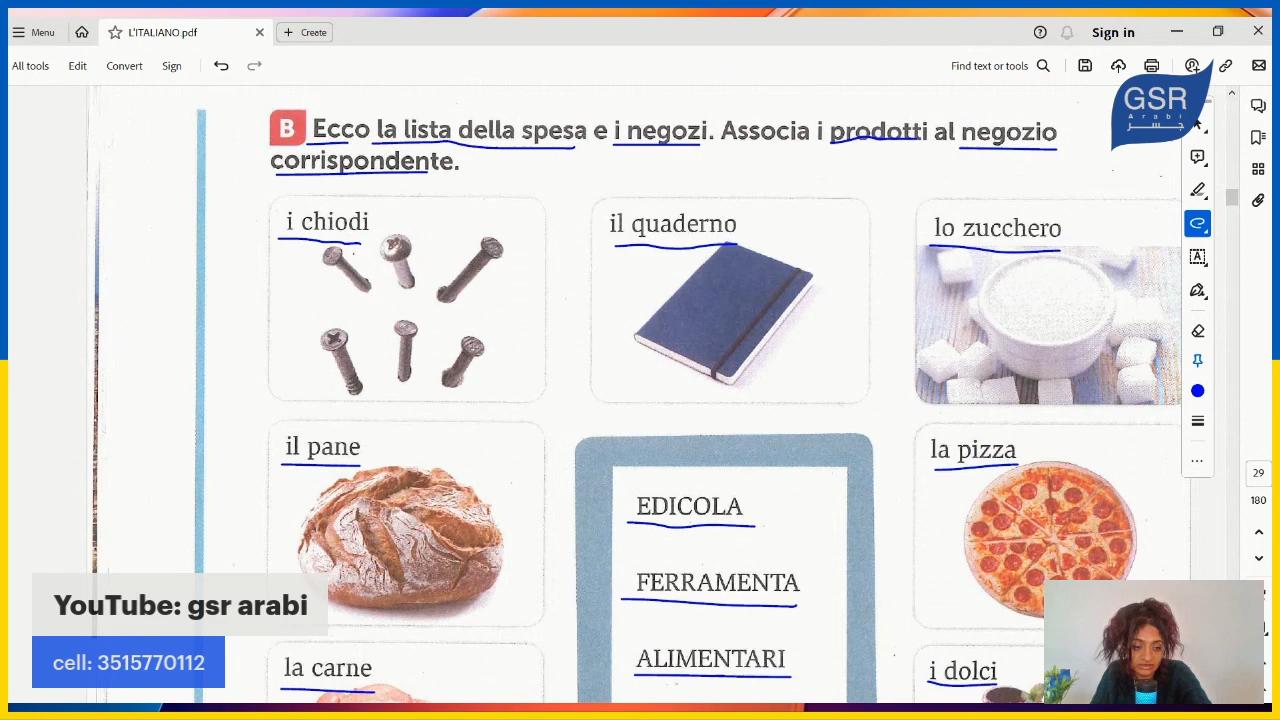 Menu
L'ITALIANO.pdf
Create
Sign in
All tools
Edit
Convert
Sign
Find text or tools
GSR
Arabi
جسر
B Ecco la lista della spesa e i negozi. Associa i prodotti al negozio
corrispondente.
i chiodi
il quaderno
lo zucchero
il pane
la pizza
EDICOLA
FERRAMENTA
ALIMENTARI
la carne
i dolci
29
180
YouTube: gsr arabi
cell: 3515770112